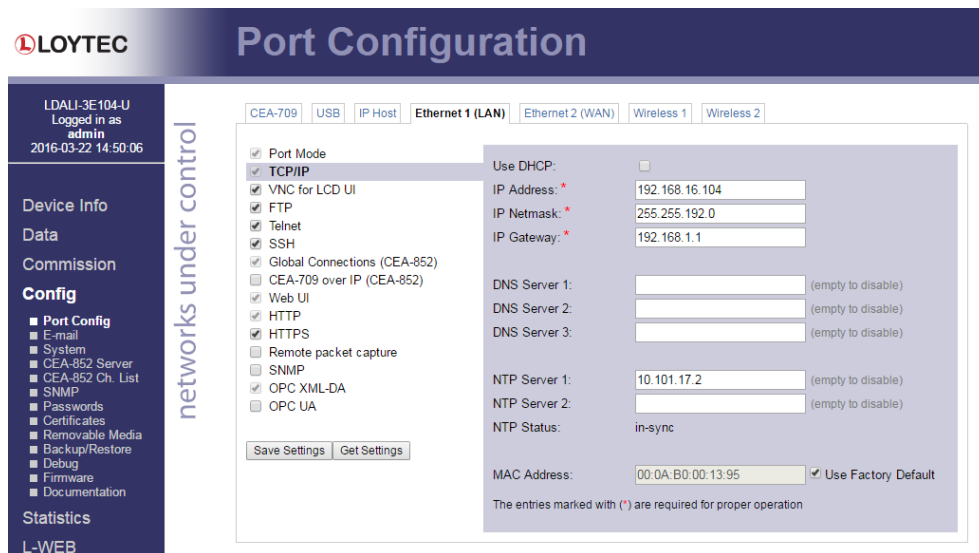 LOYTEC
Port Configuration
LDALI-3E104-U
Logged in as
admin
2016-03-22 14:50:06
Device Info
Data
Commission
Config
Port Config
E-mail
System
CEA-852 Server
CEA-852 Ch. List
SNMP
Passwords
Certificates
Removable Media
Backup/Restore
Debug
Firmware
Documentation
Statistics
L-WEB
networks under control
CEA-709 USB IP Host Ethernet 1 (LAN) Ethernet 2 (WAN) Wireless 1 Wireless 2
Port Mode
TCP/IP
VNC for LCD UI
FTP
Telnet
SSH
Global Connections (CEA-852)
CEA-709 over IP (CEA-852)
Web UI
HTTP
HTTPS
Remote packet capture
SNMP
OPC XML-DA
OPC UA
Save Settings Get Settings
Use DHCP:
IP Address: * 192.168.16.104
IP Netmask: * 255.255.192.0
IP Gateway: * 192.168.1.1
DNS Server 1: (empty to disable)
DNS Server 2: (empty to disable)
DNS Server 3: (empty to disable)
NTP Server 1: 10.101.17.2 (empty to disable)
NTP Server 2: (empty to disable)
NTP Status: in-sync
MAC Address: 00:0A:B0:00:13:95 Use Factory Default
The entries marked with (*) are required for proper operation